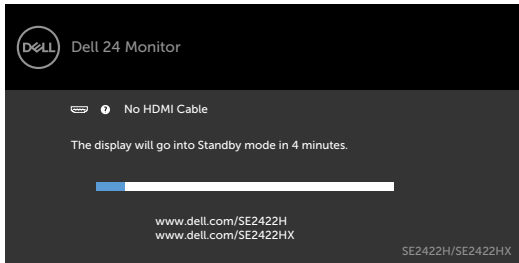 DELL Dell 24 Monitor
? No HDMI Cable
The display will go into Standby mode in 4 minutes.
www.dell.com/SE2422H
www.dell.com/SE2422HX
SE2422H/SE2422HX